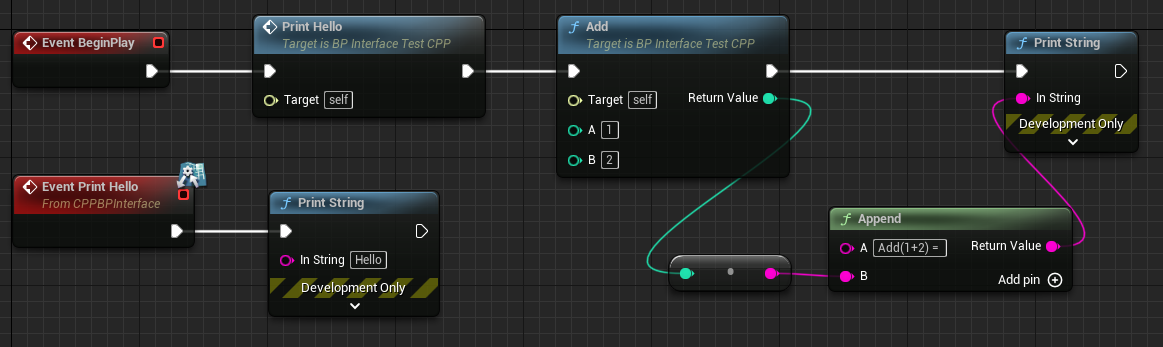 Event BeginPlay
Print Hello
Target is BP Interface Test CPP
Target self
Add
Target is BP Interface Test CPP
Target self
Return Value
A 1
B 2
Print String
In String
Development Only
Event Print Hello
From CPPBPInterface
Print String
In String Hello
Development Only
Append
A Add(1+2) =
Return Value
B
Add pin